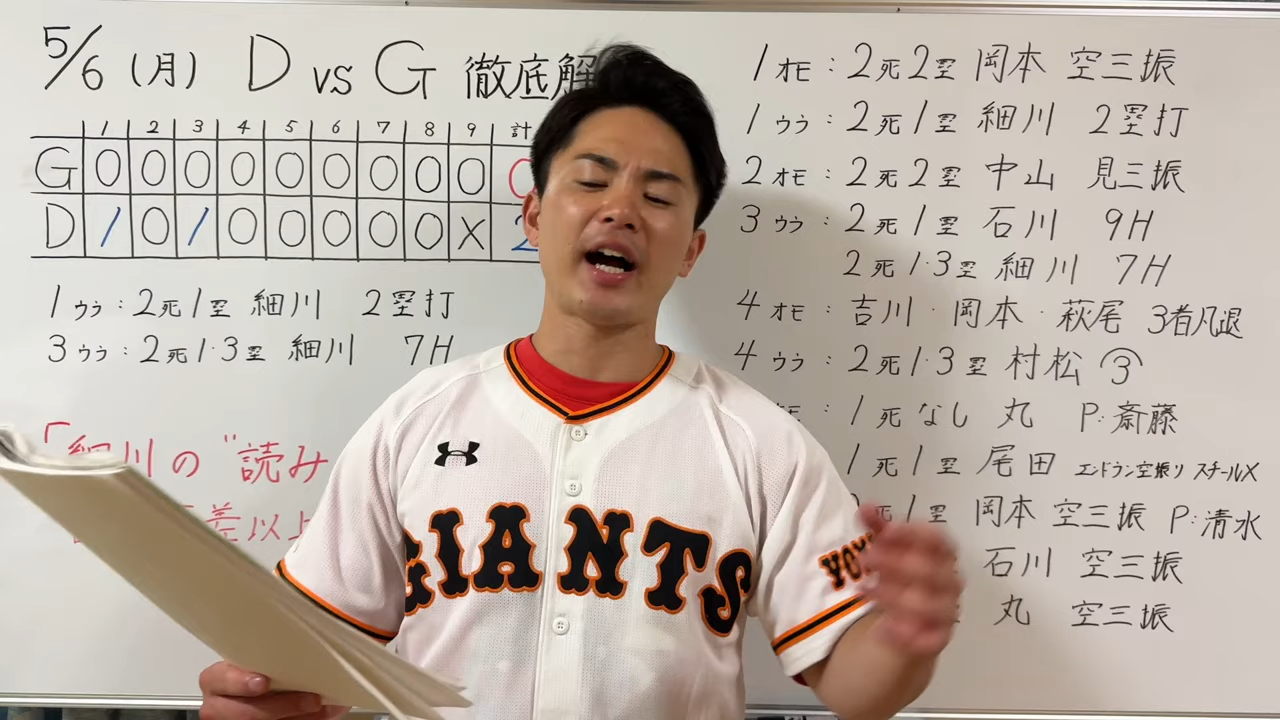 5/6 (月) D vs G 徹底解
1 2 3 4 5 6 7 8 9 計
G 0 0 0 0 0 0 0 0 0 0
D 1 0 1 0 0 0 0 0 X 2
1ウラ:2死1塁 細川 2塁打
3ウラ:2死1・3塁 細川 7H
「細川の "読み
差以上
1オモ:2死2塁 岡本 空三振
1ウラ:2死1塁 細川 2塁打
2オモ:2死2塁 中山 見三振
3ウラ:2死1塁 石川 9H
2死1・3塁 細川 7H
4オモ:吉川・岡本・萩尾 3者凡退
4ウラ:2死1・3塁 村松 ③
モ:1死なし 丸 P:斎藤
1死1塁 尾田 エンドラン空振り スチールX
死1塁 岡本 空三振 P:清水
石川 空三振
丸 空三振
GIANTS
YO